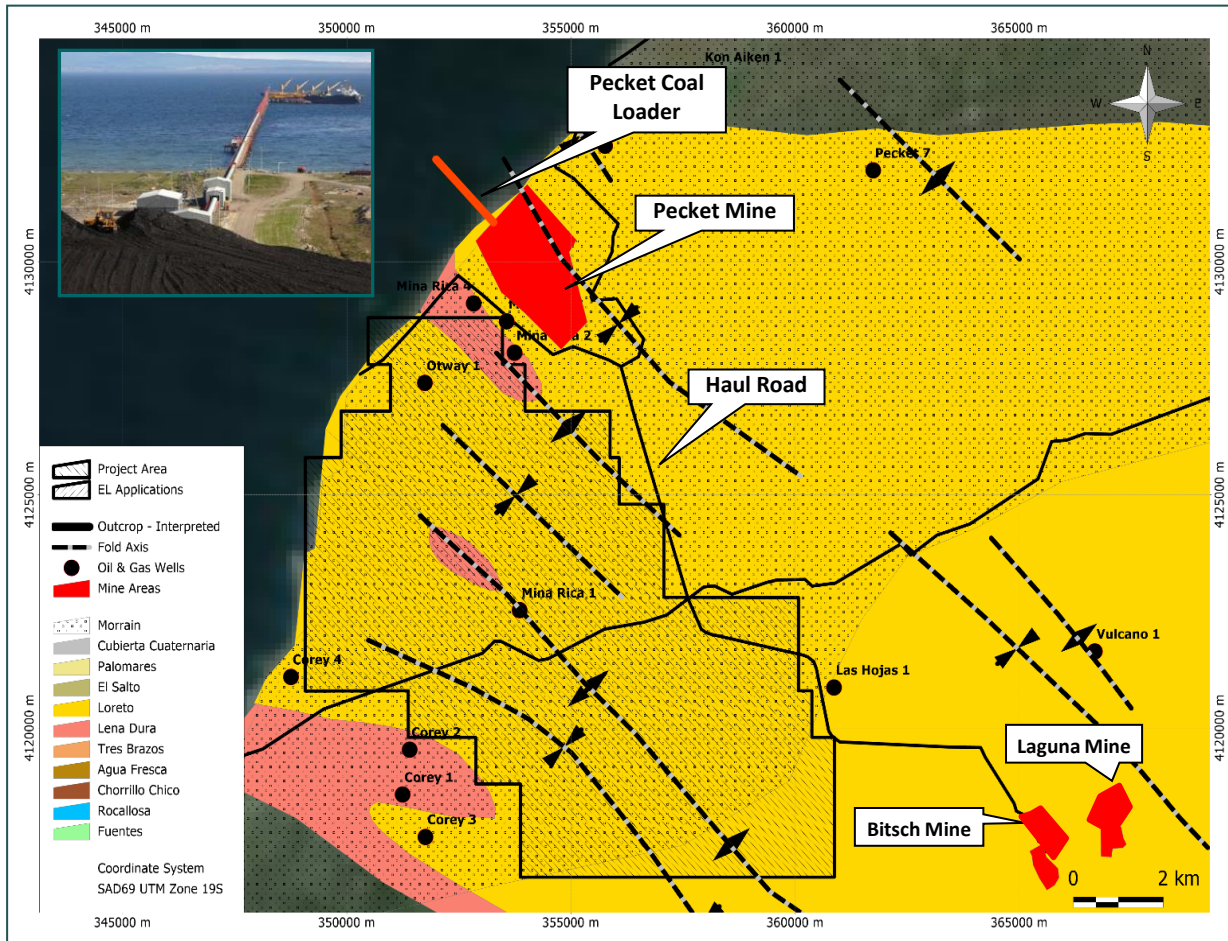 345000 m
350000 m
355000 m
360000 m
365000 m
Kon Aiken 1
N
W
E
S
Pecket Coal
Loader
Pecket 7
Pecket Mine
4130000 m
4130000 m
Mina Rica 4
2
Otway 1
Haul Road
4125000 m
4125000 m
Project Area
EL Applications
Outcrop - Interpreted
Fold Axis
Oil & Gas Wells
Mine Areas
Morrain
Cubierta Cuaternaria
Palomares
El Salto
Loreto
Lena Dura
Tres Brazos
Agua Fresca
Chorrillo Chico
Rocallosa
Fuentes
Coordinate System
SAD69 UTM Zone 19S
Mina Rica 1
Vulcano 1
Corey 4
Las Hojas 1
4120000 m
4120000 m
Corey 2
Laguna Mine
Corey 1
Bitsch Mine
Corey 3
0 2 km
345000 m
350000 m
355000 m
360000 m
365000 m